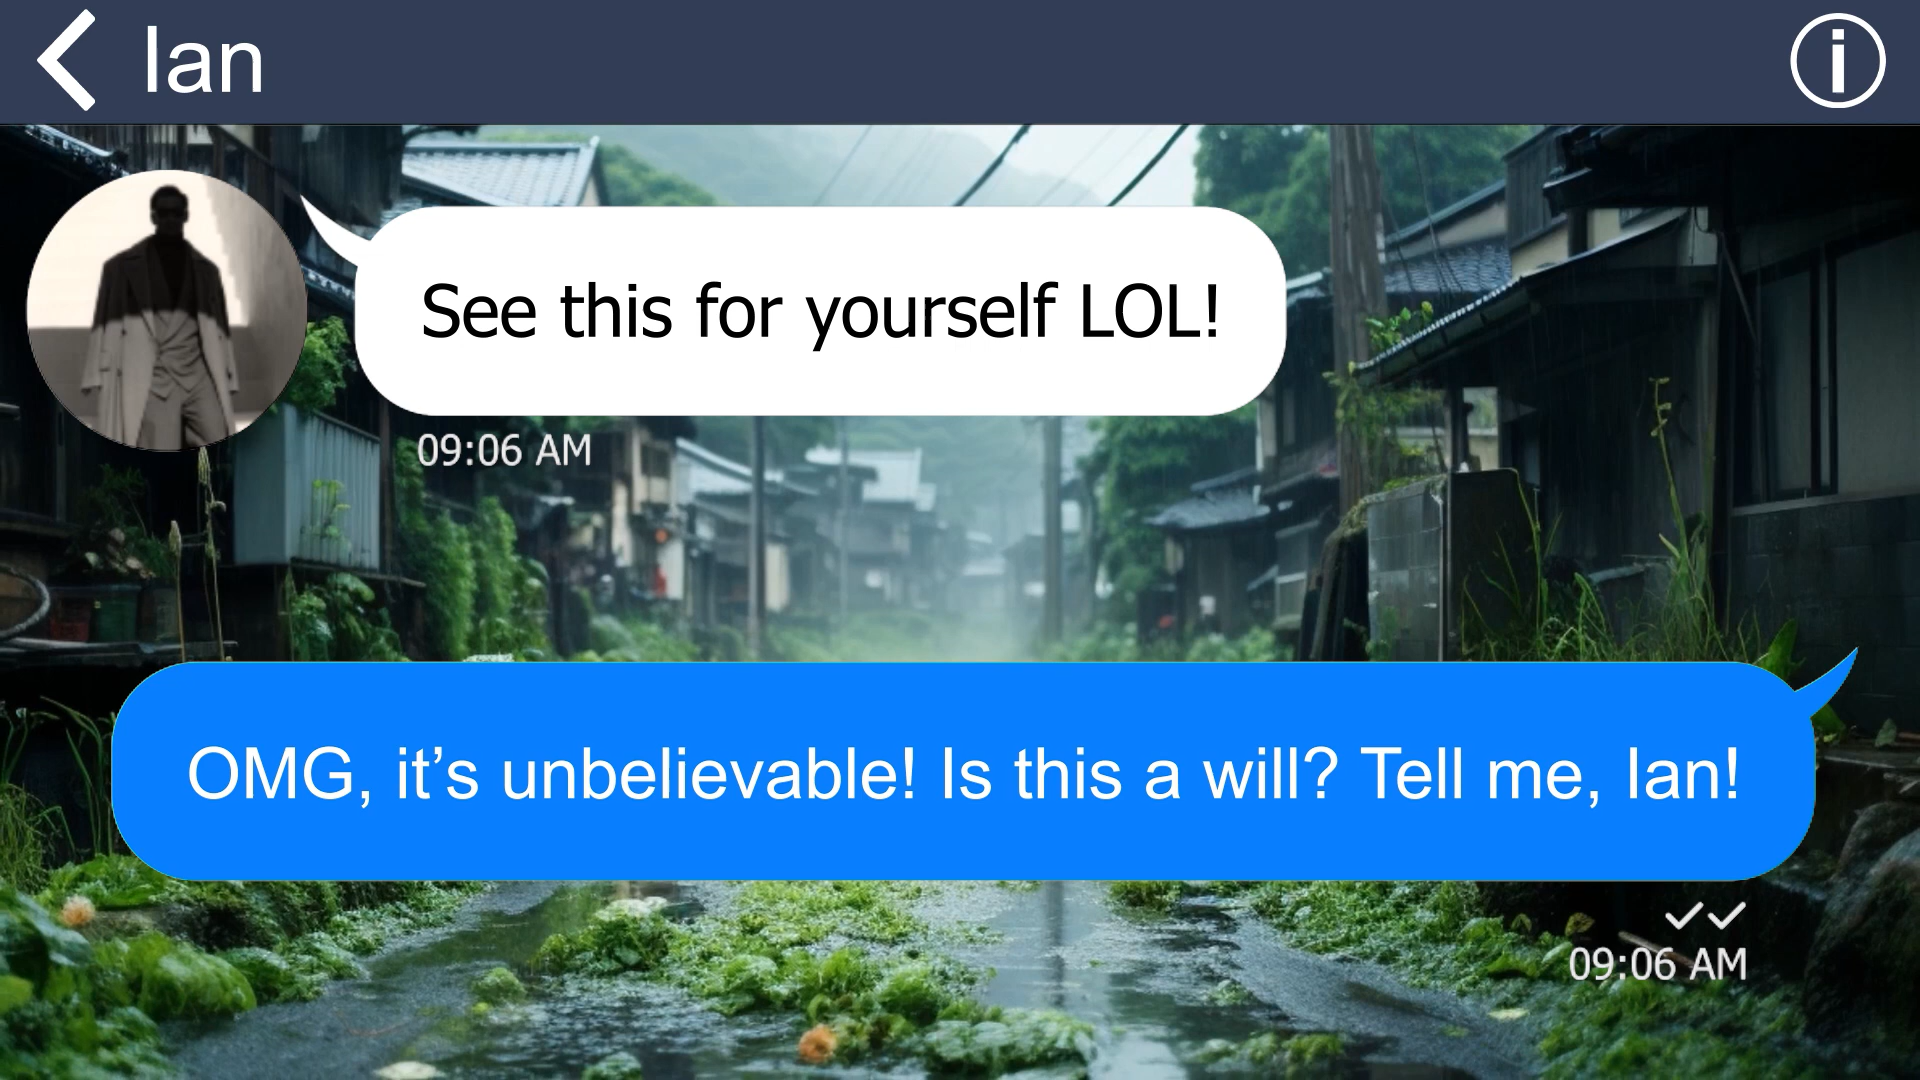 Ian
See this for yourself LOL!
09:06 AM
OMG, it’s unbelievable! Is this a will? Tell me, Ian!
09:06 AM